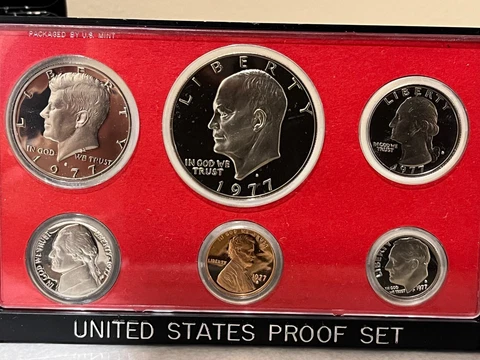 PACKAGED BY U.S. MINT
LIBERTY
IN GOD WE TRUST
1977
LIBERTY
IN GOD WE
TRUST
1977
LIBERTY
IN GOD WE
TRUST
1977
IN GOD WE TRUST
IN GOD WE TRUST
LIBERTY
1977
LIBERTY
IN GOD WE TRUST
1977
UNITED STATES PROOF SET